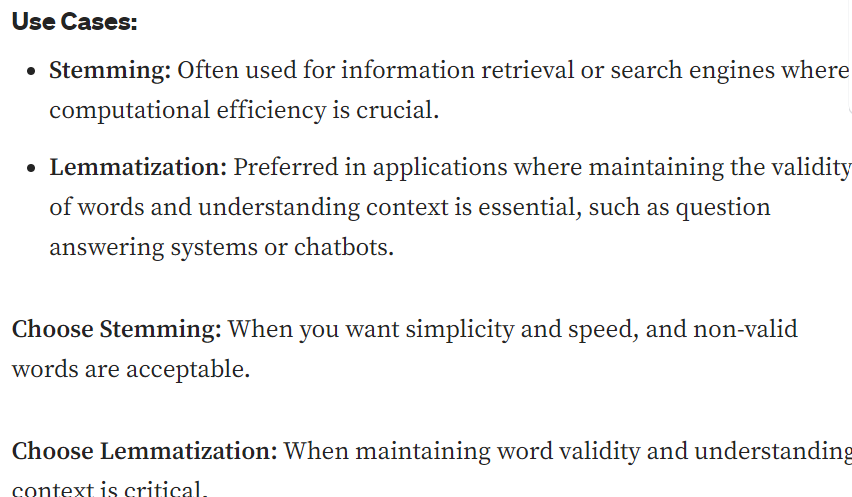 Use Cases:
Stemming: Often used for information retrieval or search engines where
computational efficiency is crucial.
Lemmatization: Preferred in applications where maintaining the validity
of words and understanding context is essential, such as question
answering systems or chatbots.
Choose Stemming: When you want simplicity and speed, and non-valid
words are acceptable.
Choose Lemmatization: When maintaining word validity and understanding
context is critical.